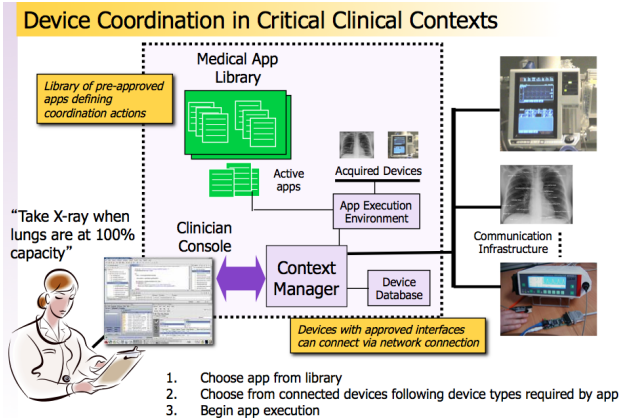 Device Coordination in Critical Clinical Contexts
Medical App
Library
Library of pre-approved
apps defining
coordination actions
Active
apps
Acquired Devices
App Execution
Environment
"Take X-ray when
lungs are at 100%
capacity"
Clinician
Console
Context
Manager
Device
Database
Communication
Infrastructure
Devices with approved interfaces
can connect via network connection
1. Choose app from library
2. Choose from connected devices following device types required by app
3. Begin app execution